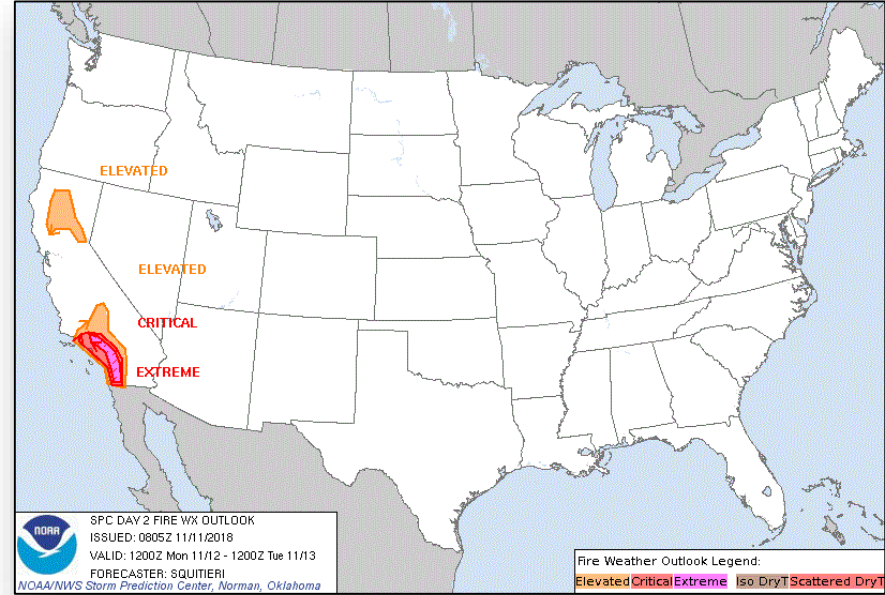 ELEVATED
ELEVATED
CRITICAL
EXTREME
NOAA
SPC DAY 2 FIRE WX OUTLOOK
ISSUED: 0805Z 11/11/2018
VALID: 1200Z Mon 11/12 - 1200Z Tue 11/13
FORECASTER: SQUITIERI
NOAA/NWS Storm Prediction Center, Norman, Oklahoma
Fire Weather Outlook Legend:
Elevated Critical Extreme Iso DryT Scattered DryT